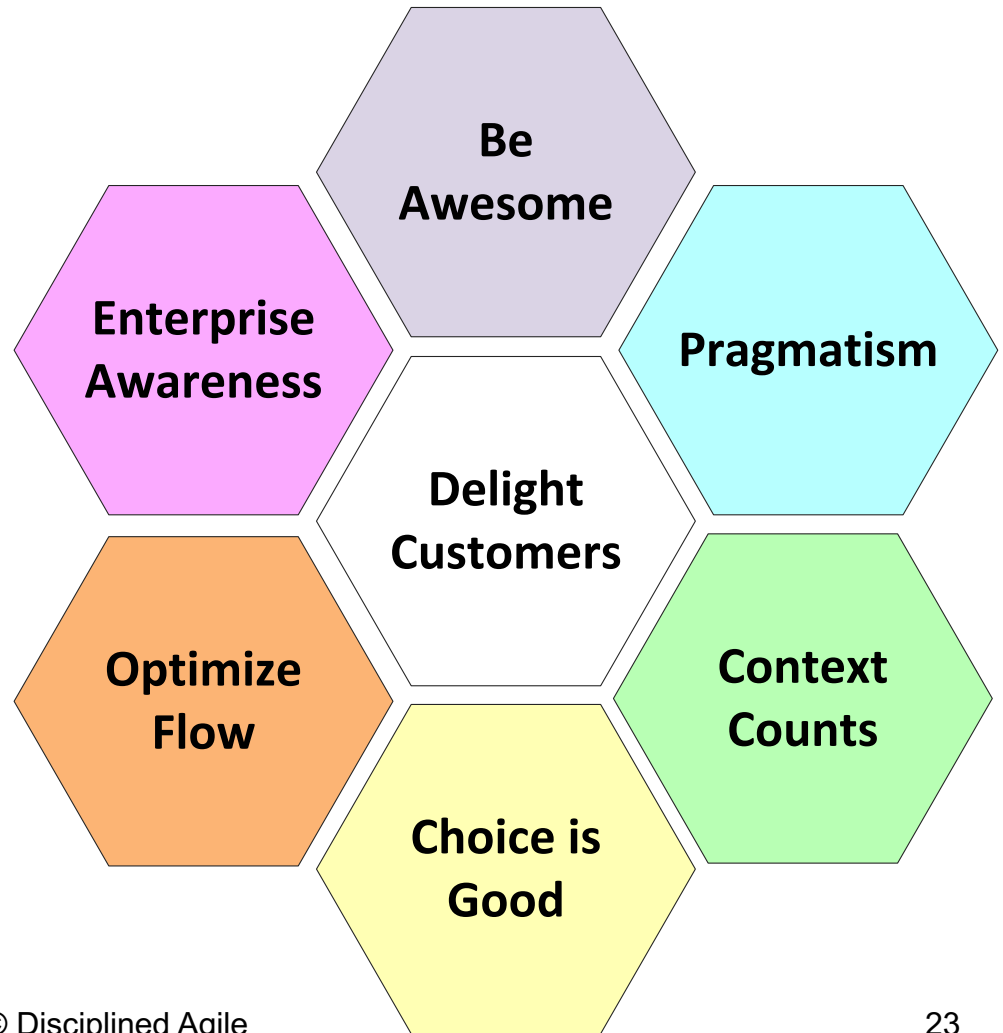 Be
Awesome
Enterprise
Awareness
Pragmatism
Delight
Customers
Optimize
Flow
Context
Counts
Choice is
Good
© Disciplined Agile
23